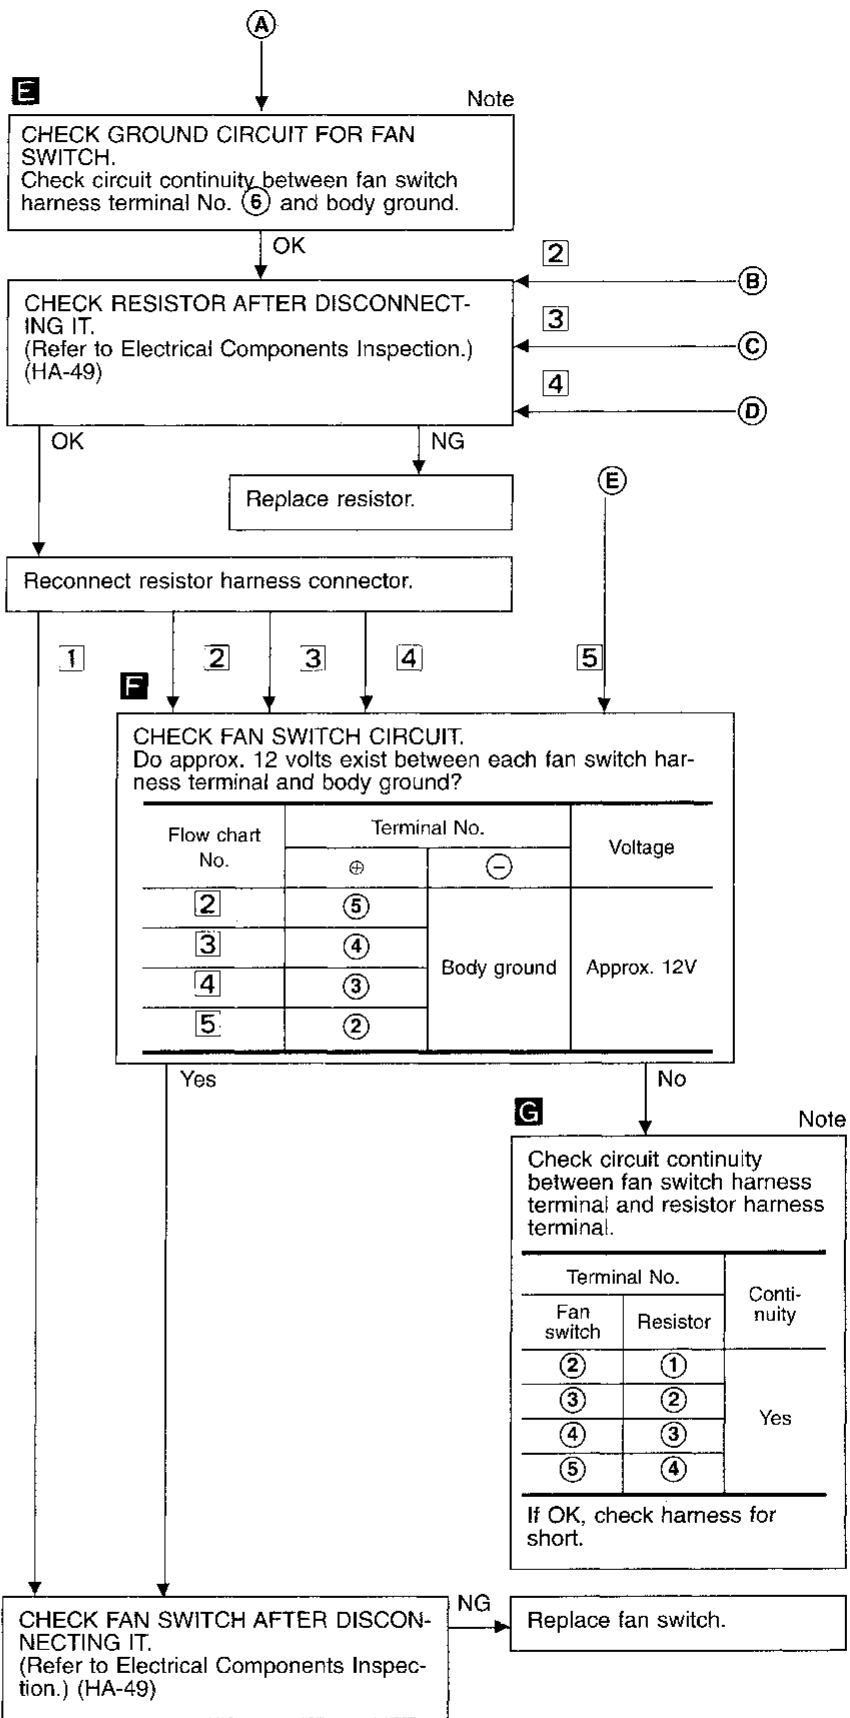 A
E
Note
CHECK GROUND CIRCUIT FOR FAN
SWITCH.
Check circuit continuity between fan switch
harness terminal No. ⑥ and body ground.
OK
2
B
CHECK RESISTOR AFTER DISCONNECT-
ING IT.
(Refer to Electrical Components Inspection.)
(HA-49)
3
C
4
D
OK
NG
E
Replace resistor.
Reconnect resistor harness connector.
1
2
3
4
5
F
CHECK FAN SWITCH CIRCUIT.
Do approx. 12 volts exist between each fan switch har-
ness terminal and body ground?
Flow chart
No.
Terminal No.
Voltage
⊕
⊖
2 ⑤
3 ④
4 ③
5 ②
Body ground
Approx. 12V
Yes
No
G
Note
Check circuit continuity
between fan switch harness
terminal and resistor harness
terminal.
Terminal No.
Conti-
nuity
Fan
switch
Resistor
② ①
③ ②
④ ③
⑤ ④
Yes
If OK, check harness for
short.
CHECK FAN SWITCH AFTER DISCON-
NECTING IT.
(Refer to Electrical Components Inspec-
tion.) (HA-49)
NG
Replace fan switch.